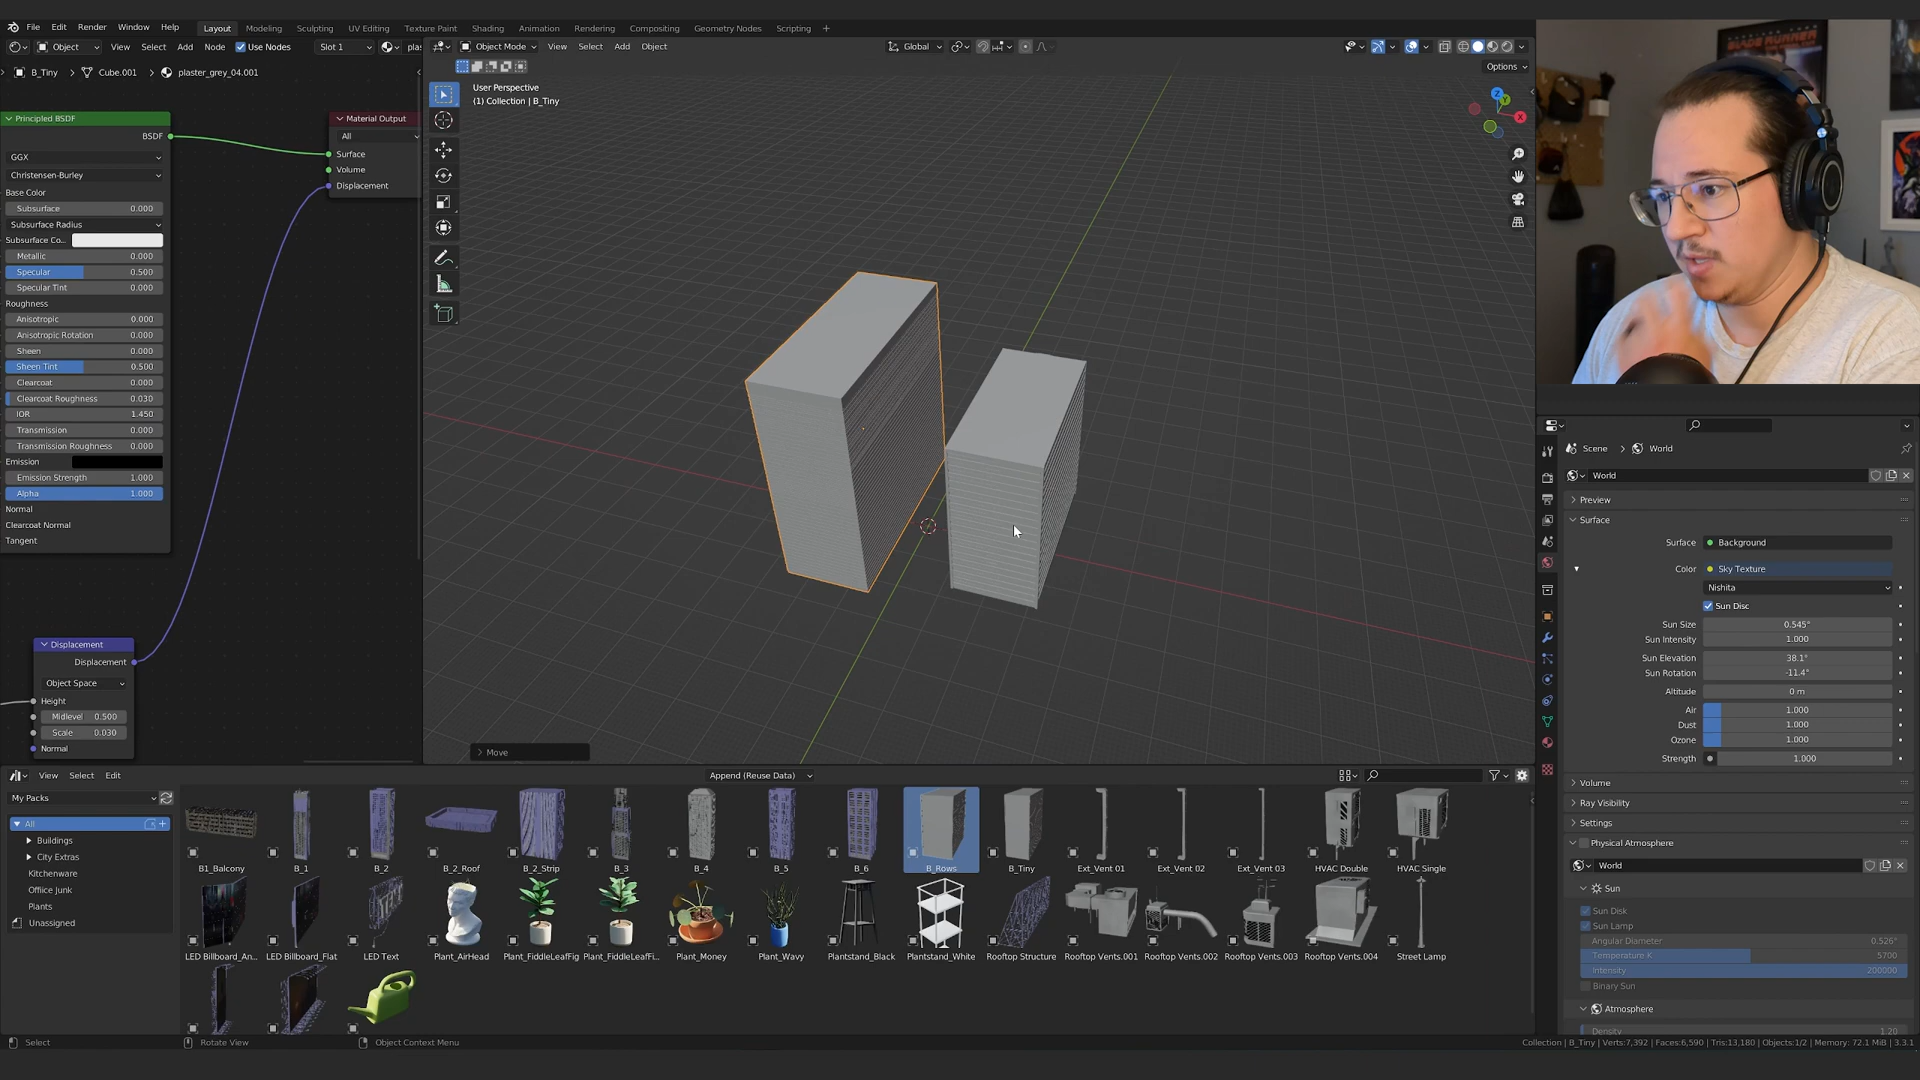 File Edit Render Window Help Layout Modeling Sculpting UV Editing Texture Paint Shading Animation Rendering Compositing Geometry Nodes Scripting +
Object View Select Add Node Use Nodes Slot 1 plas
B_Tiny > Cube.001 > plaster_grey_04.001
Principled BSDF
BSDF
GGX
Christensen-Burley
Base Color
Subsurface 0.000
Subsurface Radius
Subsurface Co...
Metallic 0.000
Specular 0.500
Specular Tint 0.000
Roughness
Anisotropic 0.000
Anisotropic Rotation 0.000
Sheen 0.000
Sheen Tint 0.500
Clearcoat 0.000
Clearcoat Roughness 0.030
IOR 1.450
Transmission 0.000
Transmission Roughness 0.000
Emission
Emission Strength 1.000
Alpha 1.000
Normal
Clearcoat Normal
Tangent
Material Output
All
Surface
Volume
Displacement
Displacement
Displacement
Object Space
Height
Midlevel 0.500
Scale 0.030
Normal
Object Mode View Select Add Object Global
Options
User Perspective
(1) Collection | B_Tiny
Z
Y
X
> Move
View Select Edit Append (Reuse Data)
My Packs
All
Buildings
City Extras
Kitchenware
Office Junk
Plants
Unassigned
B1_Balcony B_1 B_2 B_2_Roof B_2_Strip B_3 B_4 B_5 B_6 B_Rows B_Tiny Ext_Vent 01 Ext_Vent 02 Ext_Vent 03 HVAC Double HVAC Single
LED Billboard_An... LED Billboard_Flat LED Text Plant_AirHead Plant_FiddleLeafFig Plant_FiddleLeafFi... Plant_Money Plant_Wavy Plantstand_Black Plantstand_White Rooftop Structure Rooftop Vents.001 Rooftop Vents.002 Rooftop Vents.003 Rooftop Vents.004 Street Lamp
Scene > World
World
Preview
Surface
Surface Background
Color Sky Texture
Nishita
Sun Disc
Sun Size 0.545°
Sun Intensity 1.000
Sun Elevation 38.1°
Sun Rotation -11.4°
Altitude 0 m
Air 1.000
Dust 1.000
Ozone 1.000
Strength 1.000
Volume
Ray Visibility
Settings
Physical Atmosphere
World
Sun
Sun Disk
Sun Lamp
Angular Diameter 0.526°
Temperature K 5700
Intensity 200000
Binary Sun
Atmosphere
Density 1.20
Select Rotate View Object Context Menu
Collection | B_Tiny | Verts:7,392 | Faces:6,590 | Tris:13,180 | Objects:1/2 | Memory: 72.1 MiB | 3.3.1